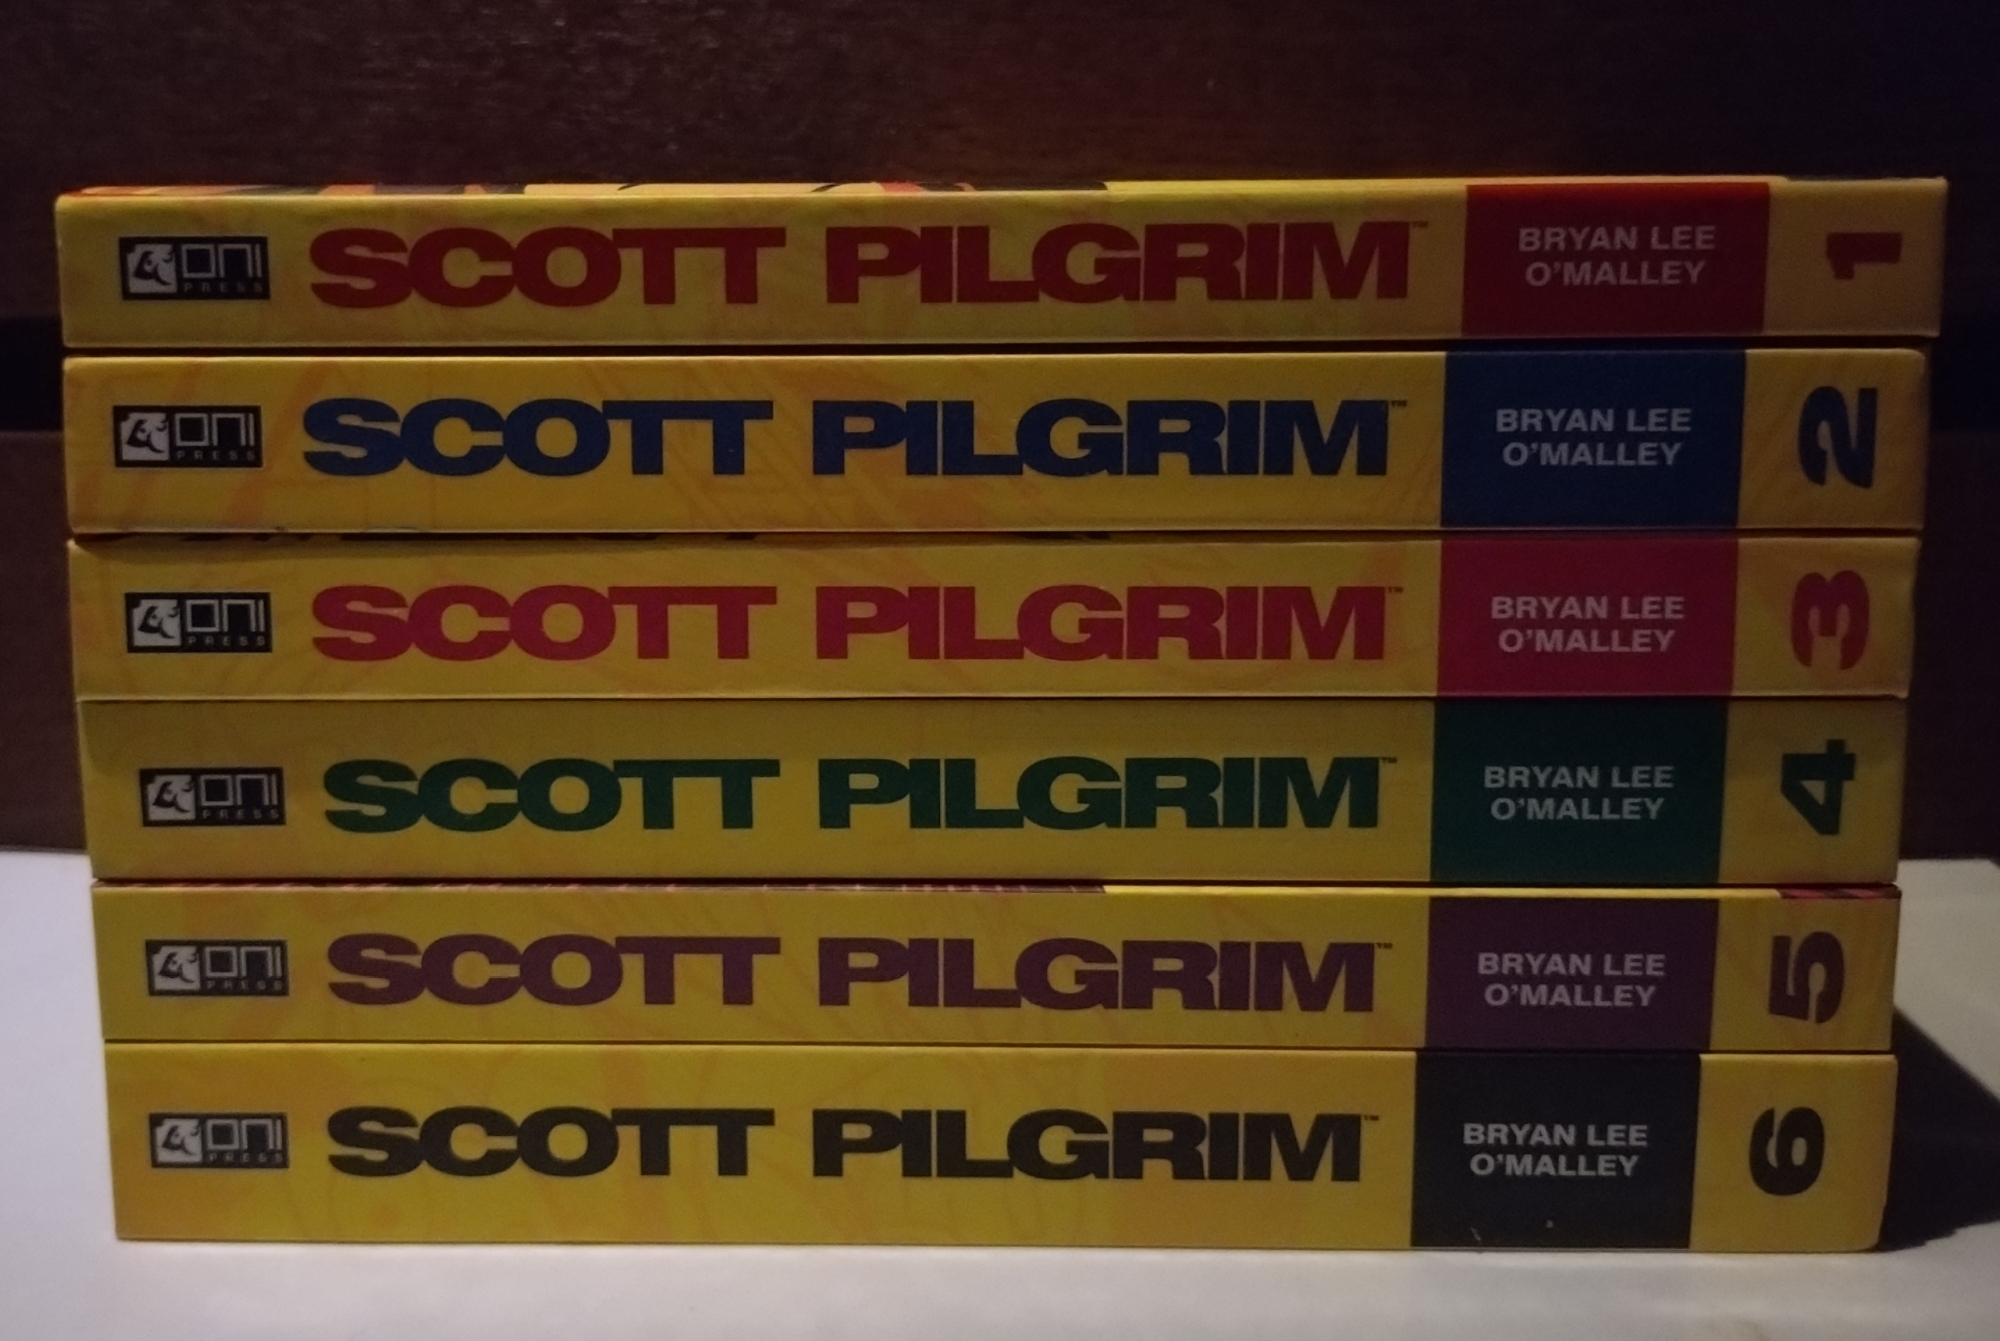 ONI
PRESS
SCOTT PILGRIM™
BRYAN LEE
O'MALLEY
1
ONI
PRESS
SCOTT PILGRIM™
BRYAN LEE
O'MALLEY
2
ONI
PRESS
SCOTT PILGRIM™
BRYAN LEE
O'MALLEY
3
ONI
PRESS
SCOTT PILGRIM™
BRYAN LEE
O'MALLEY
4
ONI
PRESS
SCOTT PILGRIM™
BRYAN LEE
O'MALLEY
5
ONI
PRESS
SCOTT PILGRIM™
BRYAN LEE
O'MALLEY
6